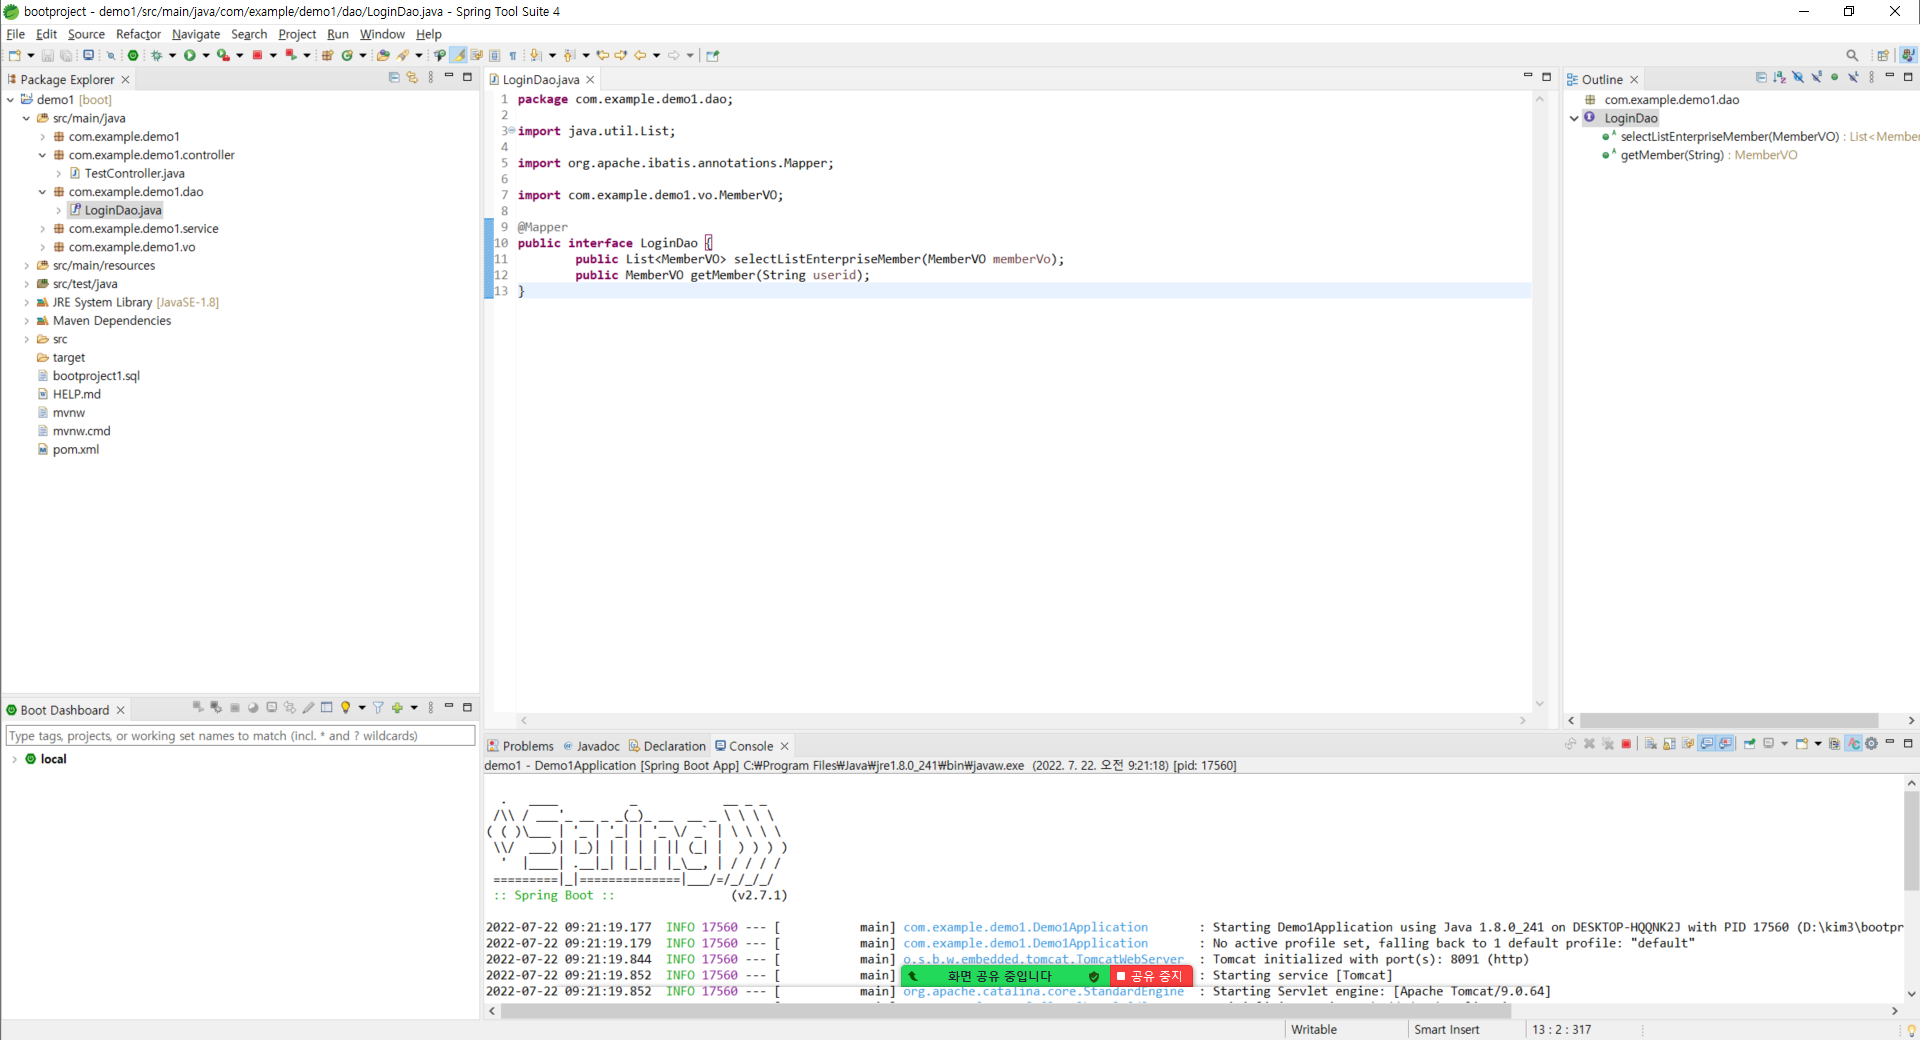 bootproject - demo1/src/main/java/com/example/demo1/dao/LoginDao.java - Spring Tool Suite 4
File Edit Source Refactor Navigate Search Project Run Window Help
Package Explorer
demo1 [boot]
src/main/java
com.example.demo1
com.example.demo1.controller
TestController.java
com.example.demo1.dao
LoginDao.java
com.example.demo1.service
com.example.demo1.vo
src/main/resources
src/test/java
JRE System Library [JavaSE-1.8]
Maven Dependencies
src
target
bootproject1.sql
HELP.md
mvnw
mvnw.cmd
pom.xml
Boot Dashboard
Type tags, projects, or working set names to match (incl. * and ? wildcards)
local
LoginDao.java
1 package com.example.demo1.dao;
2
3 import java.util.List;
4
5 import org.apache.ibatis.annotations.Mapper;
6
7 import com.example.demo1.vo.MemberVO;
8
9 @Mapper
10 public interface LoginDao {
11 public List<MemberVO> selectListEnterpriseMember(MemberVO memberVo);
12 public MemberVO getMember(String userid);
13 }
Outline
com.example.demo1.dao
LoginDao
selectListEnterpriseMember(MemberVO) : List<Member
getMember(String) : MemberVO
Problems Javadoc Declaration Console
demo1 - Demo1Application [Spring Boot App] C:₩Program Files₩Java₩jre1.8.0_241₩bin₩javaw.exe (2022. 7. 22. 오전 9:21:18) [pid: 17560]
  .   ____          _            __ _ _
 /\\ / ___'_ __ _ _(_)_ __  __ _ \ \ \ \
( ( )\___ | '_ | '_| | '_ \/ _` | \ \ \ \
 \\/  ___)| |_)| | | | | || (_| |  ) ) ) )
  '  |____| .__|_| |_|_| |_\__, | / / / /
 =========|_|==============|___/=/_/_/_/
:: Spring Boot :: (v2.7.1)
2022-07-22 09:21:19.177 INFO 17560 --- [ main] com.example.demo1.Demo1Application : Starting Demo1Application using Java 1.8.0_241 on DESKTOP-HQQNK2J with PID 17560 (D:\kim3\bootpr
2022-07-22 09:21:19.179 INFO 17560 --- [ main] com.example.demo1.Demo1Application : No active profile set, falling back to 1 default profile: "default"
2022-07-22 09:21:19.844 INFO 17560 --- [ main] o.s.b.w.embedded.tomcat.TomcatWebServer : Tomcat initialized with port(s): 8091 (http)
2022-07-22 09:21:19.852 INFO 17560 --- [ main] : Starting service [Tomcat]
화면 공유 중입니다 공유 중지
2022-07-22 09:21:19.852 INFO 17560 --- [ main] org.apache.catalina.core.StandardEngine : Starting Servlet engine: [Apache Tomcat/9.0.64]
Writable Smart Insert 13 : 2 : 317